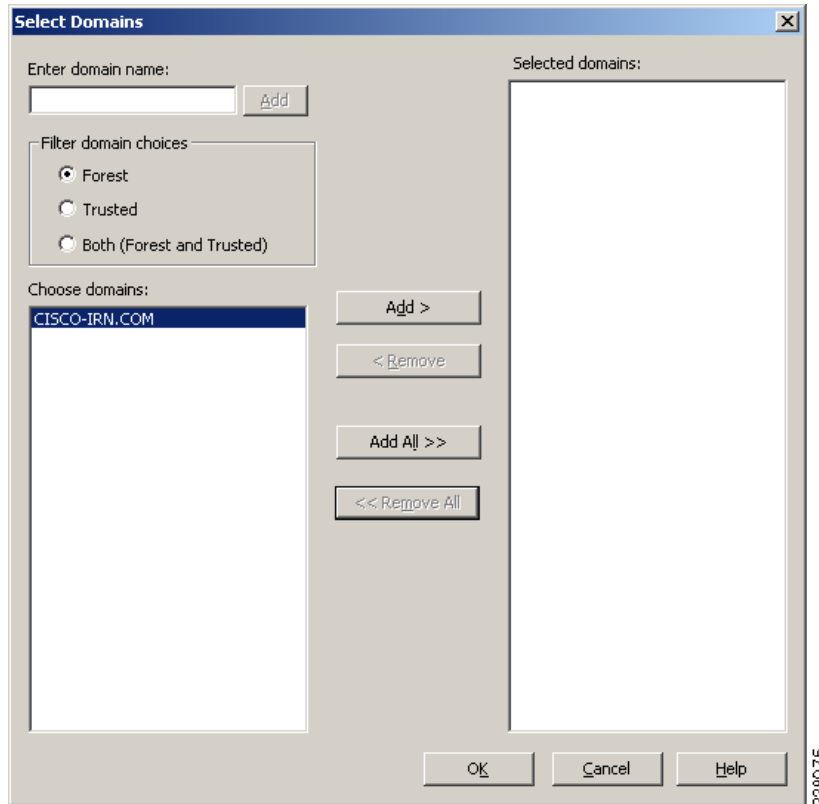 Select Domains
Enter domain name:
Add
Filter domain choices
Forest
Trusted
Both (Forest and Trusted)
Choose domains:
CISCO-IRN.COM
Add >
< Remove
Add All >>
<< Remove All
Selected domains:
OK
Cancel
Help